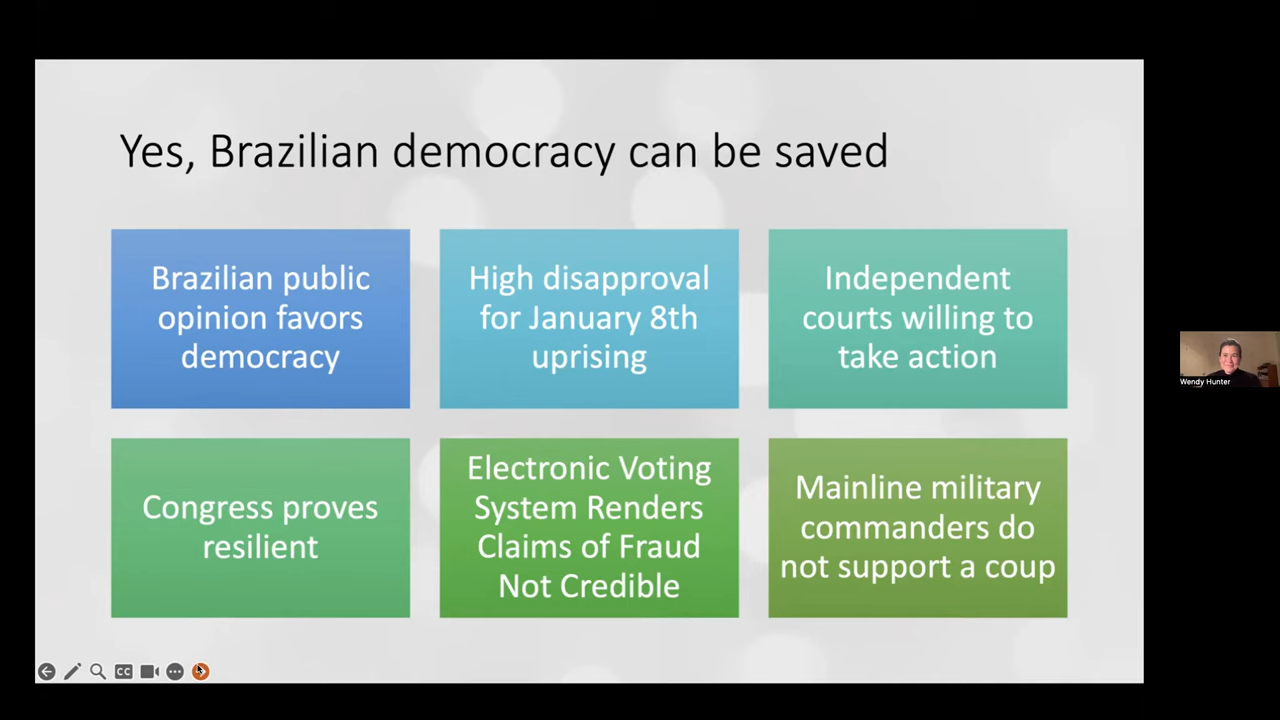 Yes, Brazilian democracy can be saved
Brazilian public
opinion favors
democracy
High disapproval
for January 8th
uprising
Independent
courts willing to
take action
Congress proves
resilient
Electronic Voting
System Renders
Claims of Fraud
Not Credible
Mainline military
commanders do
not support a coup
CC
Wendy Hunter